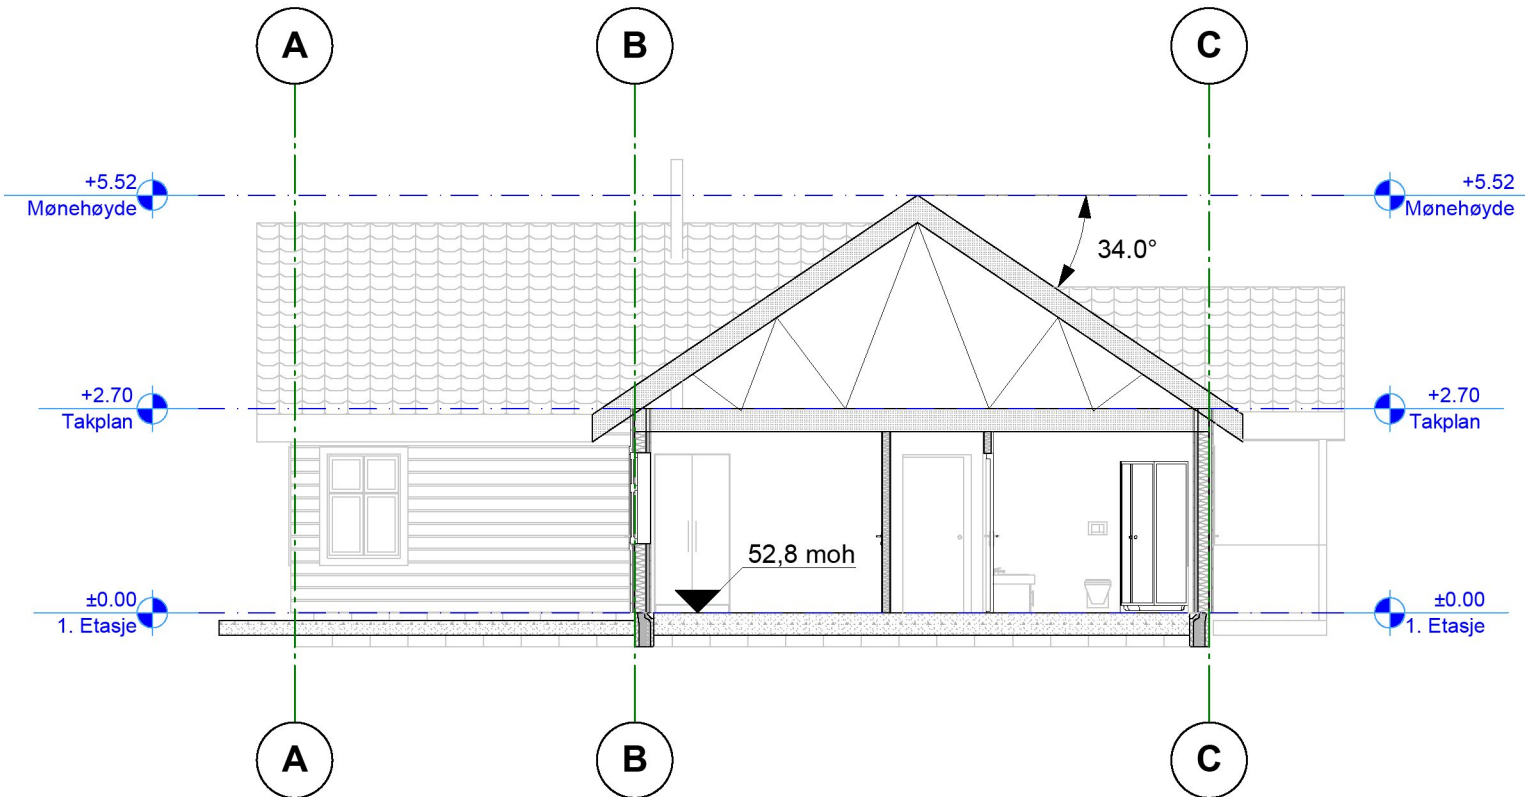 A
B
C
+5.52
Mønehøyde
+5.52
Mønehøyde
34.0°
+2.70
Takplan
+2.70
Takplan
52,8 moh
±0.00
1. Etasje
±0.00
1. Etasje
A
B
C